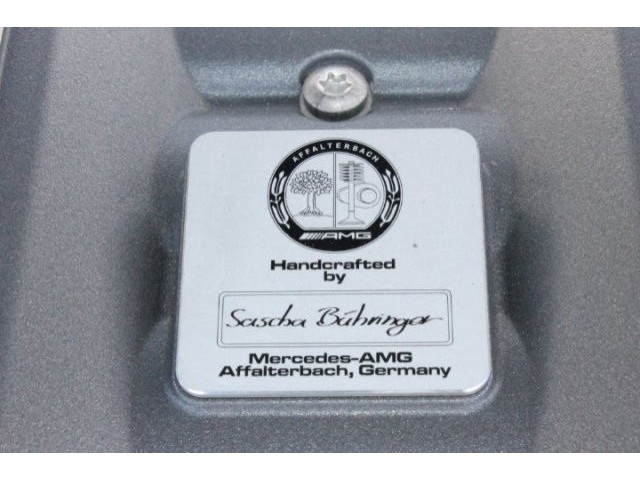 AFFALTERBACH
AMG
Handcrafted
by
Sascha Bühringer
Mercedes-AMG
Affalterbach, Germany